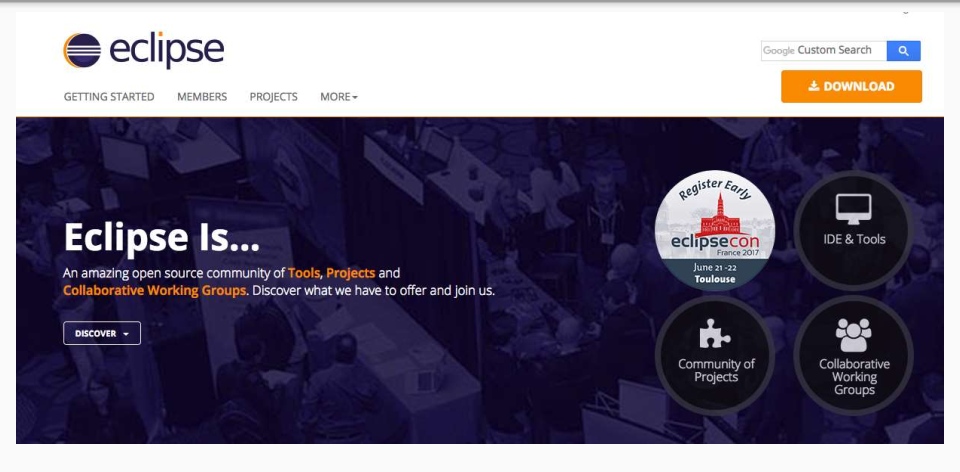 eclipse
Google Custom Search
DOWNLOAD
GETTING STARTED MEMBERS PROJECTS MORE
Eclipse Is...
An amazing open source community of Tools, Projects and
Collaborative Working Groups. Discover what we have to offer and join us.
DISCOVER
Register Early
eclipsecon
France 2017
June 21 -22
Toulouse
IDE & Tools
Community of
Projects
Collaborative
Working
Groups